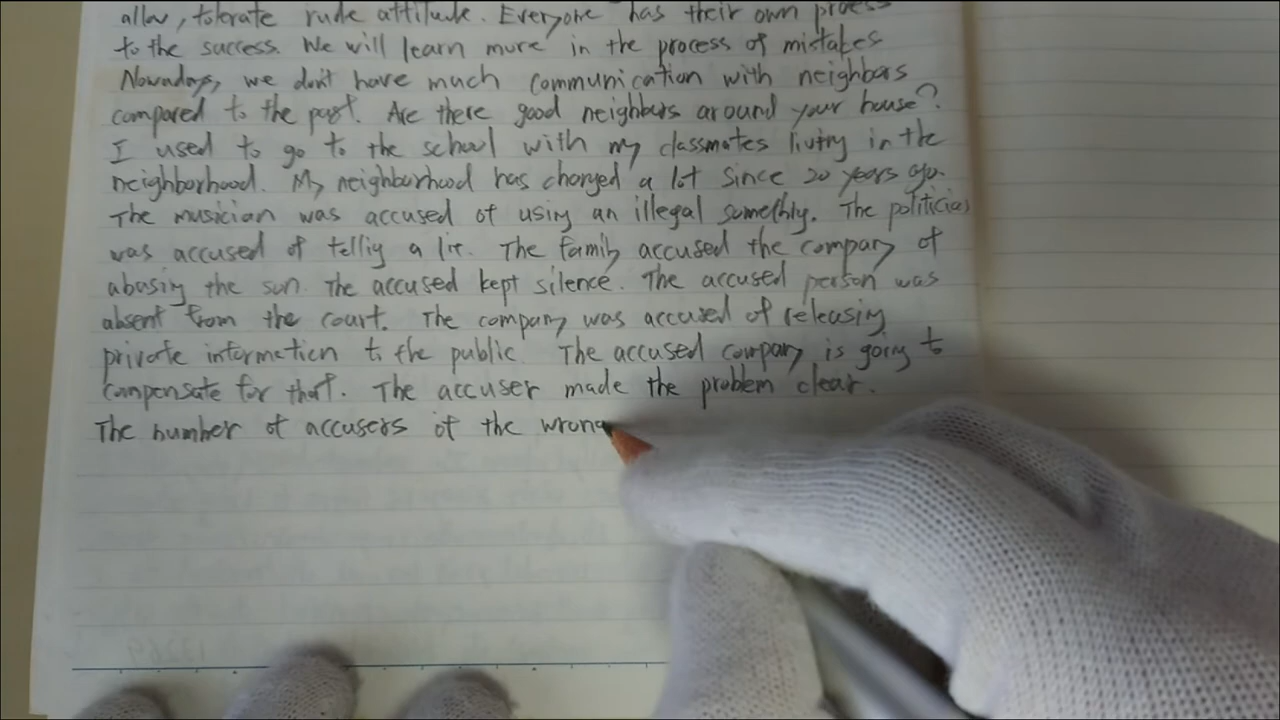 allow, tolerate rude attitude. Everyone has their own process
to the success. We will learn more in the process of mistakes
Nowadays, we don't have much communication with neighbors
compared to the past. Are there good neighbors around your house?
I used to go to the school with my classmates living in the
neighborhood. My neighborhood has changed a lot since 20 years ago.
The musician was accused of using an illegal something. The politician
was accused of telling a lie. The family accused the company of
abusing the son. The accused kept silence. The accused person was
absent from the court. The company was accused of releasing
private information to the public. The accused company is going to
compensate for that. The accuser made the problem clear.
The number of accusers of the wrong